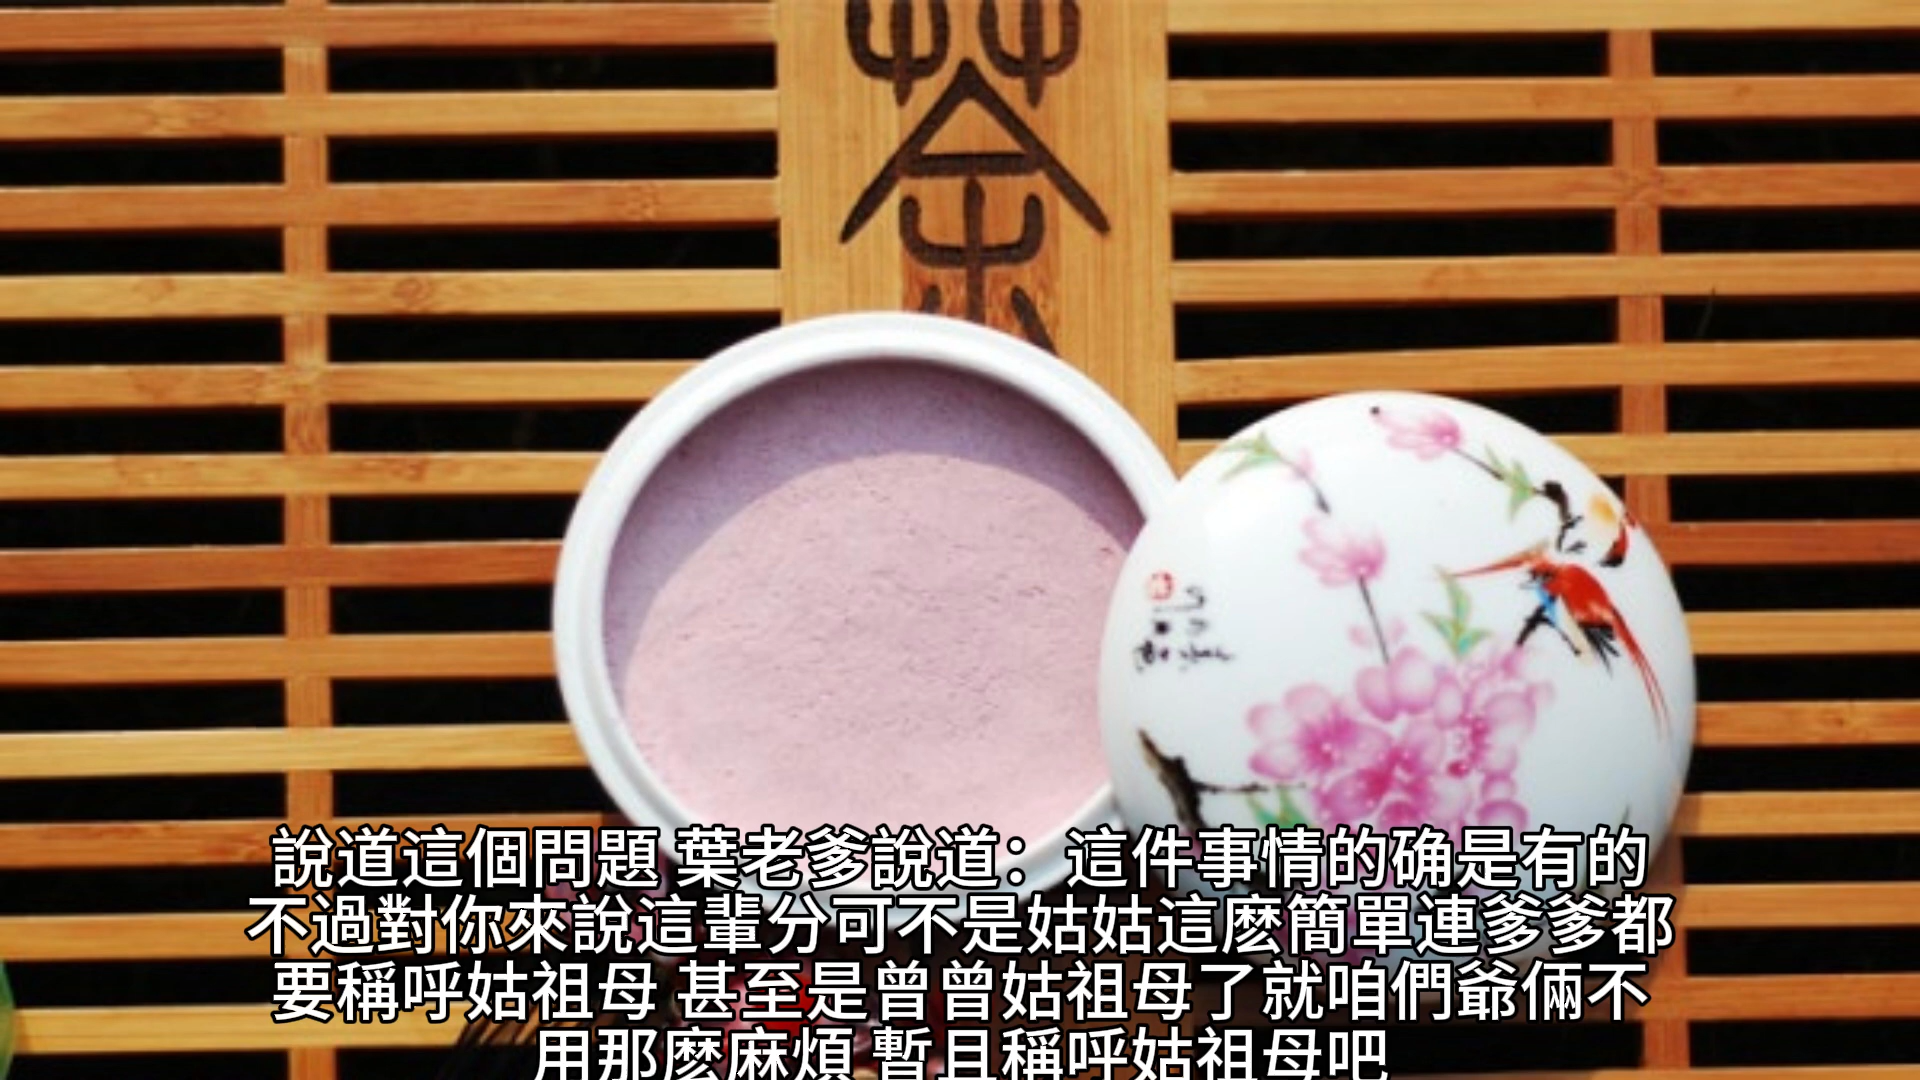 茶
說道這個問題 葉老爹說道：這件事情的确是有的
不過對你來說這輩分可不是姑姑這麽簡單連爹爹都
要稱呼姑祖母 甚至是曾曾姑祖母了就咱們爺倆不
用那麽麻煩 暫且稱呼姑祖母吧